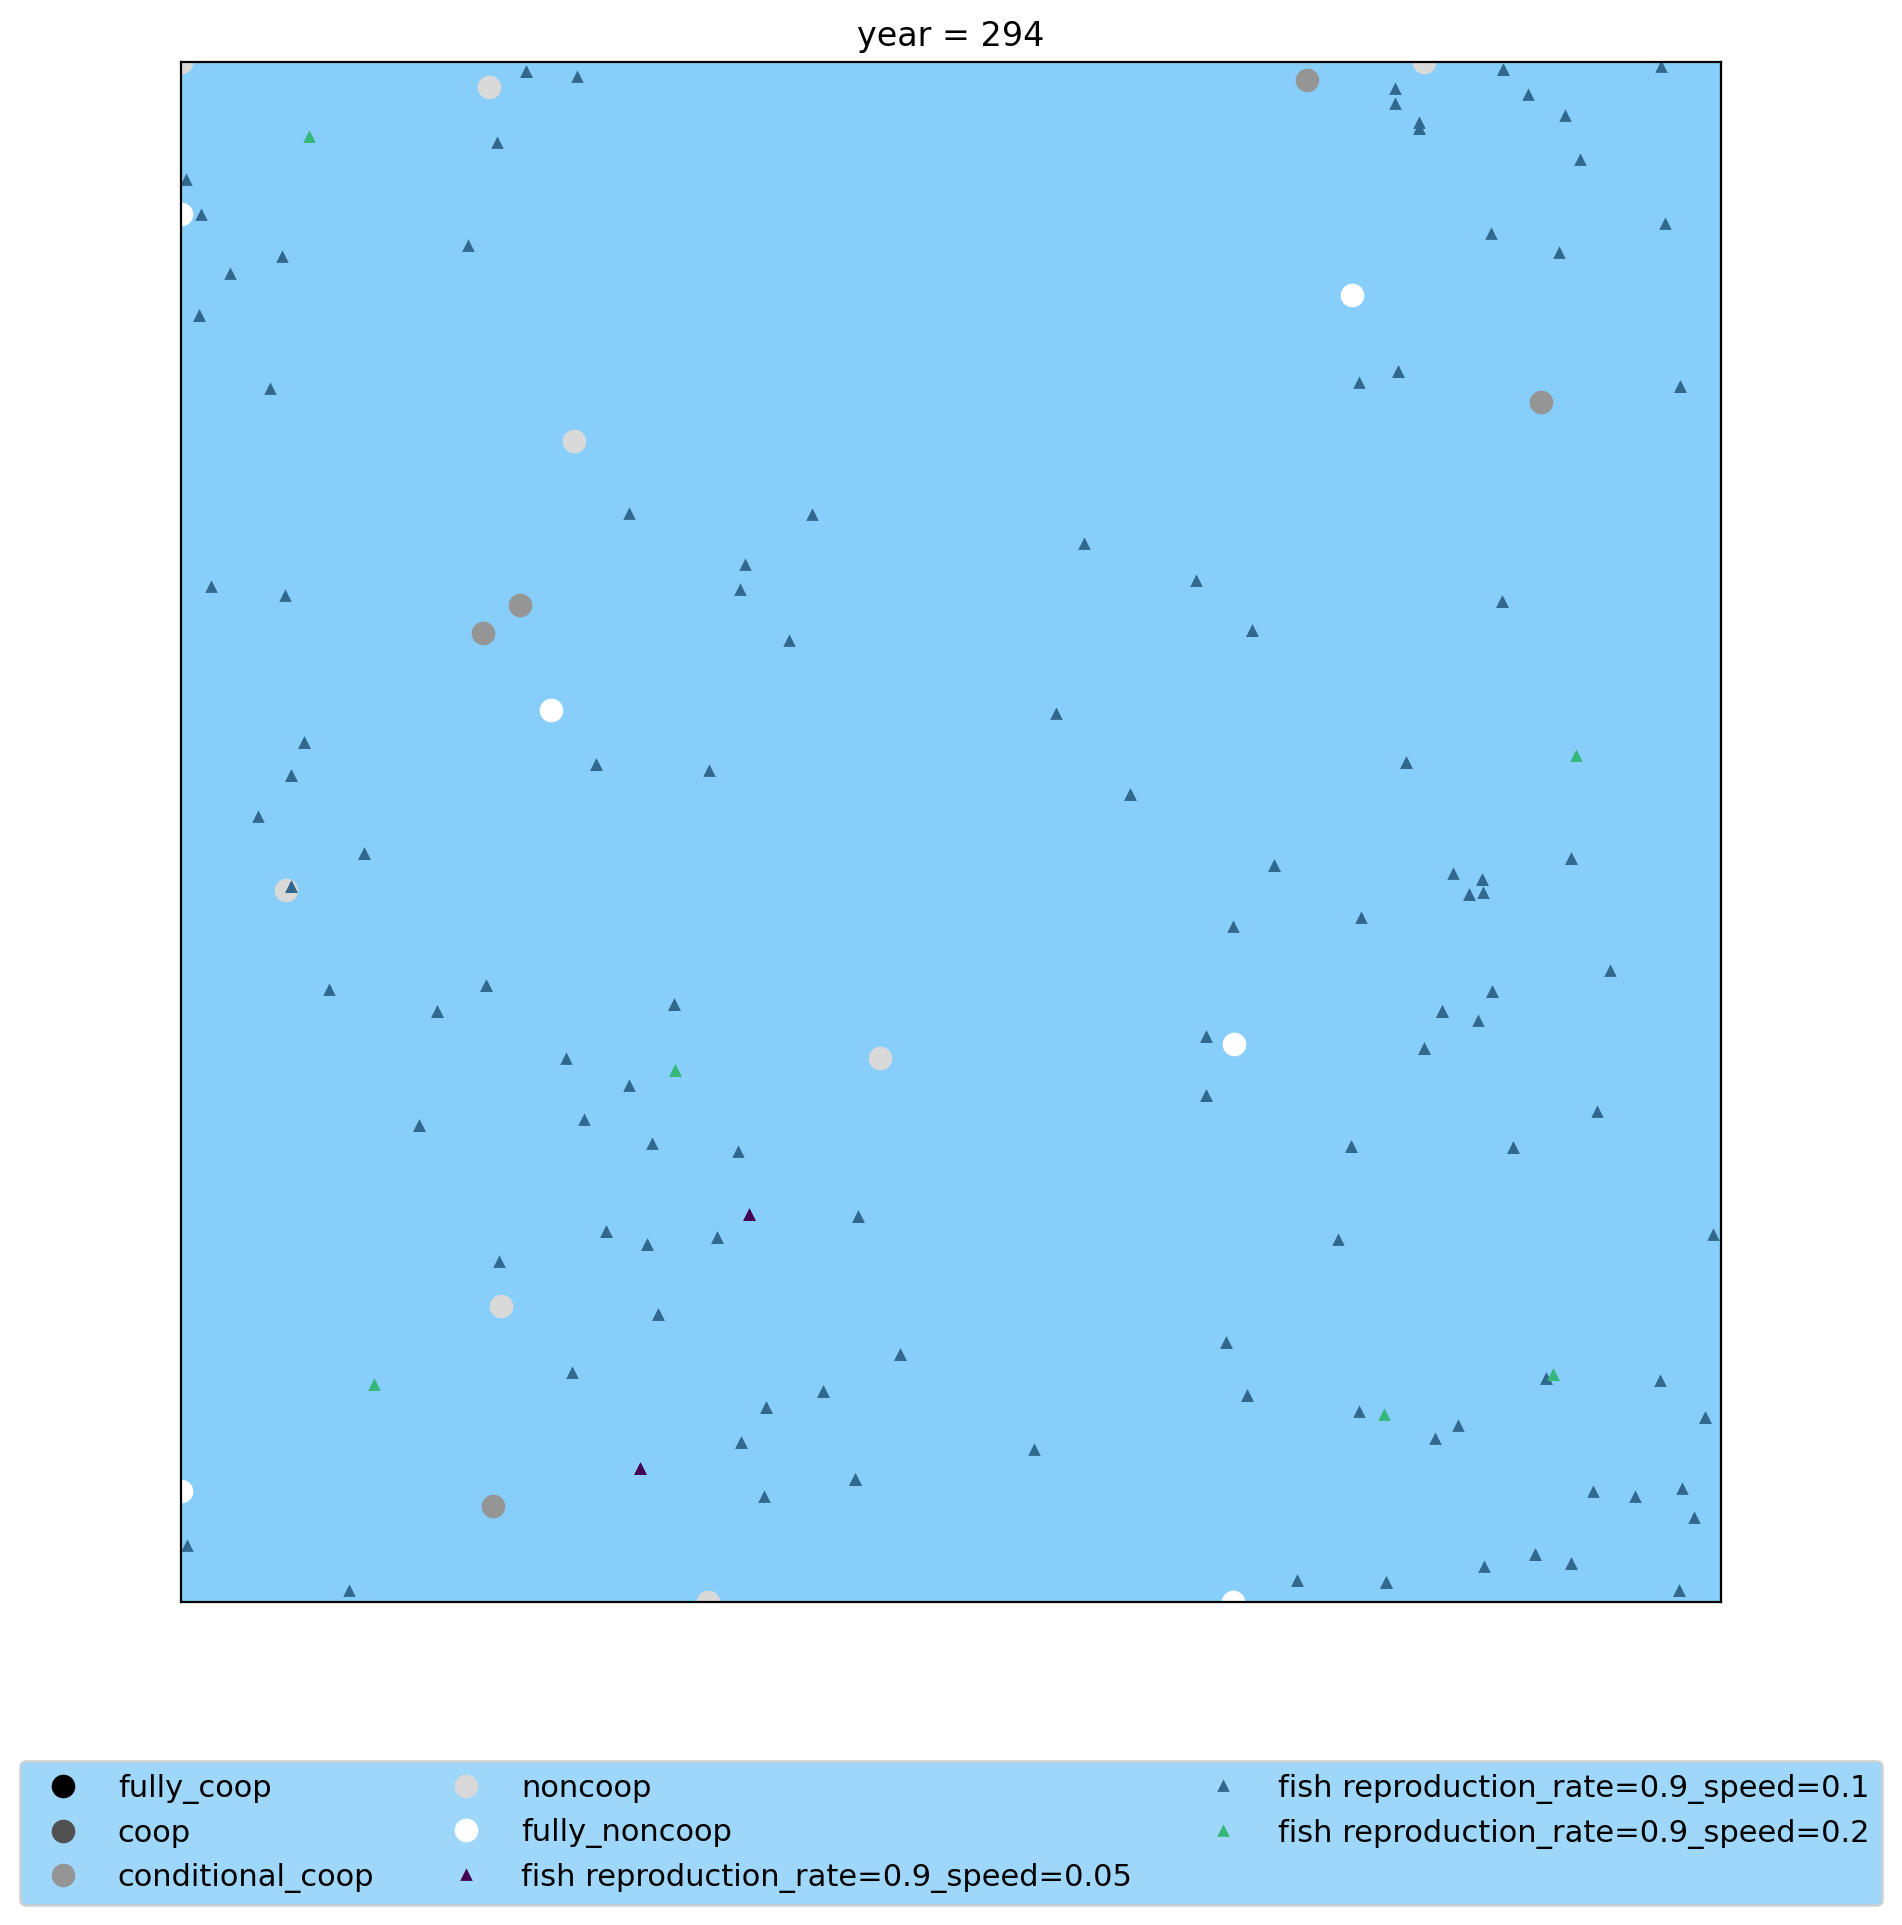 year = 294
fully_coop
coop
conditional_coop
noncoop
fully_noncoop
fish reproduction_rate=0.9_speed=0.05
fish reproduction_rate=0.9_speed=0.1
fish reproduction_rate=0.9_speed=0.2